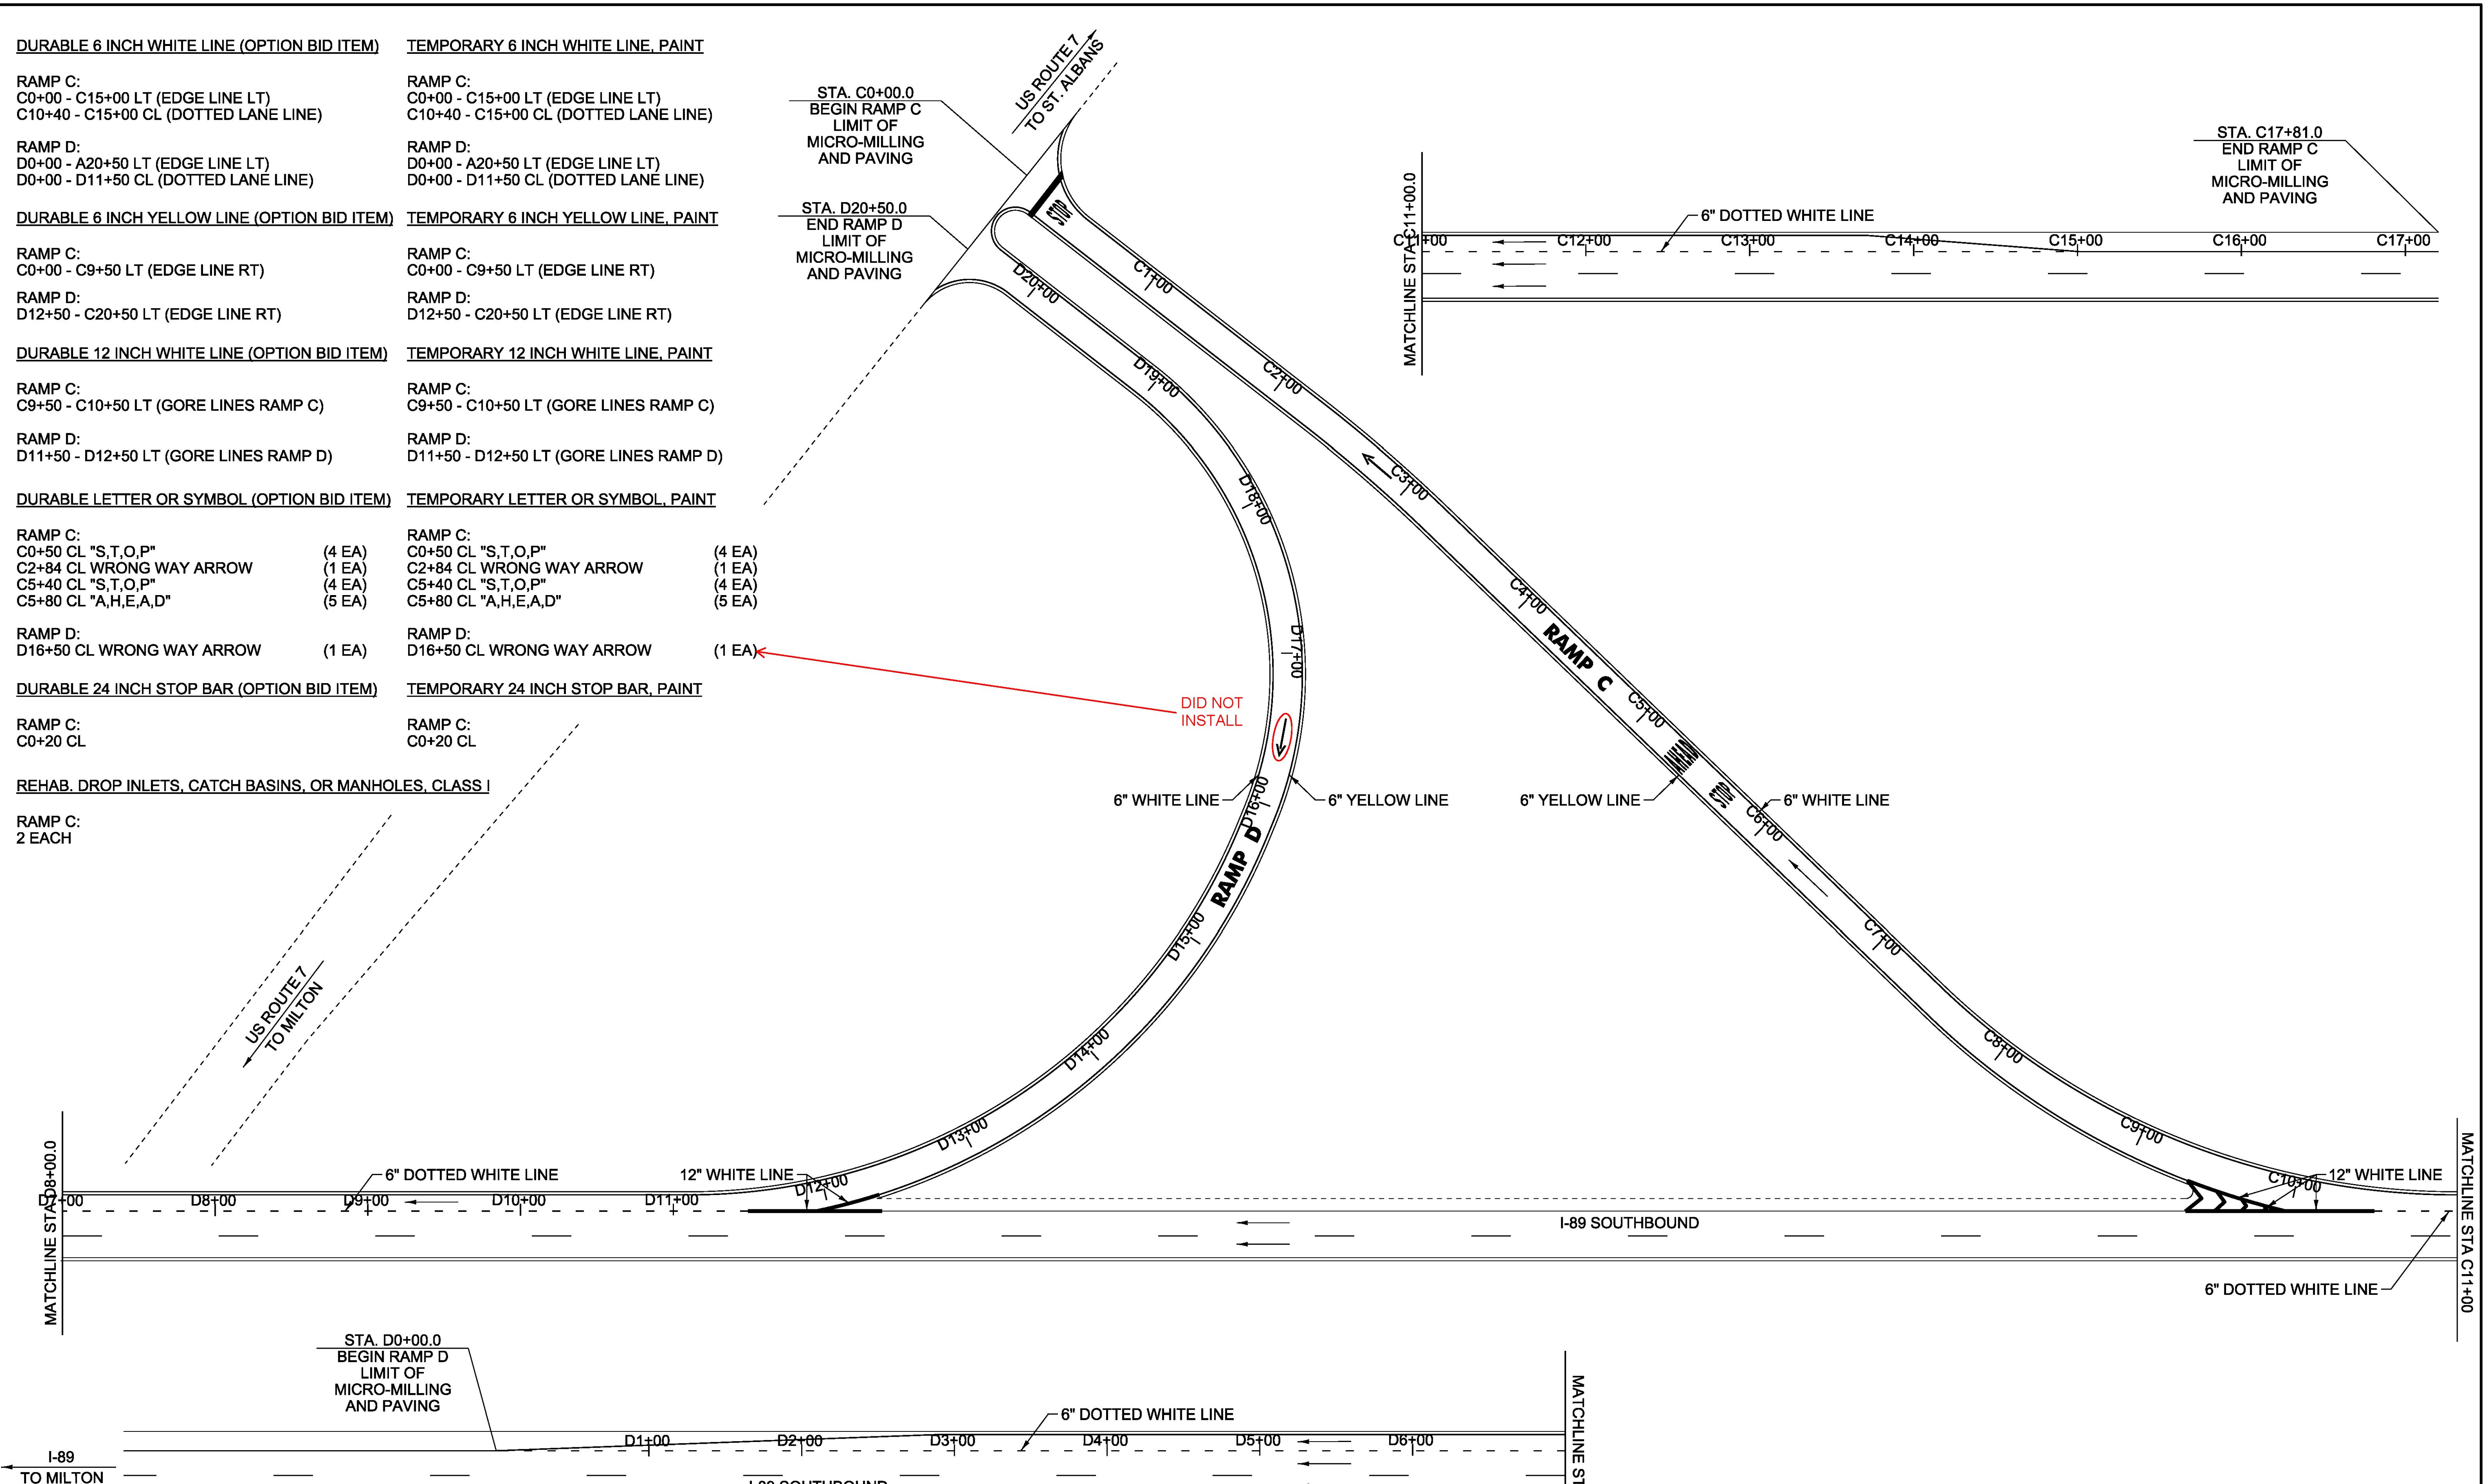 DURABLE 6 INCH WHITE LINE (OPTION BID ITEM)
RAMP C:
C0+00 - C15+00 LT (EDGE LINE LT)
C10+40 - C15+00 CL (DOTTED LANE LINE)
RAMP D:
D0+00 - A20+50 LT (EDGE LINE LT)
D0+00 - D11+50 CL (DOTTED LANE LINE)
DURABLE 6 INCH YELLOW LINE (OPTION BID ITEM)
RAMP C:
C0+00 - C9+50 LT (EDGE LINE RT)
RAMP D:
D12+50 - C20+50 LT (EDGE LINE RT)
DURABLE 12 INCH WHITE LINE (OPTION BID ITEM)
RAMP C:
C9+50 - C10+50 LT (GORE LINES RAMP C)
RAMP D:
D11+50 - D12+50 LT (GORE LINES RAMP D)
DURABLE LETTER OR SYMBOL (OPTION BID ITEM)
RAMP C:
C0+50 CL "S,T,O,P" (4 EA)
C2+84 CL WRONG WAY ARROW (1 EA)
C5+40 CL "S,T,O,P" (4 EA)
C5+80 CL "A,H,E,A,D" (5 EA)
RAMP D:
D16+50 CL WRONG WAY ARROW (1 EA)
DURABLE 24 INCH STOP BAR (OPTION BID ITEM)
RAMP C:
C0+20 CL
REHAB. DROP INLETS, CATCH BASINS, OR MANHOLES, CLASS I
RAMP C:
2 EACH
TEMPORARY 6 INCH WHITE LINE, PAINT
RAMP C:
C0+00 - C15+00 LT (EDGE LINE LT)
C10+40 - C15+00 CL (DOTTED LANE LINE)
RAMP D:
D0+00 - A20+50 LT (EDGE LINE LT)
D0+00 - D11+50 CL (DOTTED LANE LINE)
TEMPORARY 6 INCH YELLOW LINE, PAINT
RAMP C:
C0+00 - C9+50 LT (EDGE LINE RT)
RAMP D:
D12+50 - C20+50 LT (EDGE LINE RT)
TEMPORARY 12 INCH WHITE LINE, PAINT
RAMP C:
C9+50 - C10+50 LT (GORE LINES RAMP C)
RAMP D:
D11+50 - D12+50 LT (GORE LINES RAMP D)
TEMPORARY LETTER OR SYMBOL, PAINT
RAMP C:
C0+50 CL "S,T,O,P" (4 EA)
C2+84 CL WRONG WAY ARROW (1 EA)
C5+40 CL "S,T,O,P" (4 EA)
C5+80 CL "A,H,E,A,D" (5 EA)
RAMP D:
D16+50 CL WRONG WAY ARROW (1 EA)
TEMPORARY 24 INCH STOP BAR, PAINT
RAMP C:
C0+20 CL
STA. C0+00.0
BEGIN RAMP C
LIMIT OF
MICRO-MILLING
AND PAVING
STA. D20+50.0
END RAMP D
LIMIT OF
MICRO-MILLING
AND PAVING
US ROUTE 7
TO ST. ALBANS
STOP
STA. C17+81.0
END RAMP C
LIMIT OF
MICRO-MILLING
AND PAVING
MATCHLINE STA C11+00.0
6" DOTTED WHITE LINE
C11+00
C12+00
C13+00
C14+00
C15+00
C16+00
C17+00
C1+00
C2+00
C3+00
C4+00
RAMP C
C5+00
AHEAD
STOP
C6+00
C7+00
C8+00
C9+00
C10+00
D20+00
D19+00
D18+00
D17+00
DID NOT
INSTALL
6" WHITE LINE
D16+00
6" YELLOW LINE
6" YELLOW LINE
6" WHITE LINE
RAMP D
D15+00
D14+00
D13+00
D12+00
US ROUTE 7
TO MILTON
MATCHLINE STA D8+00.0
6" DOTTED WHITE LINE
12" WHITE LINE
D7+00
D8+00
D9+00
D10+00
D11+00
I-89 SOUTHBOUND
12" WHITE LINE
6" DOTTED WHITE LINE
MATCHLINE STA C11+00
STA. D0+00.0
BEGIN RAMP D
LIMIT OF
MICRO-MILLING
AND PAVING
6" DOTTED WHITE LINE
D1+00
D2+00
D3+00
D4+00
D5+00
D6+00
MATCHLINE ST
I-89
TO MILTON
I-89 SOUTHBOUND